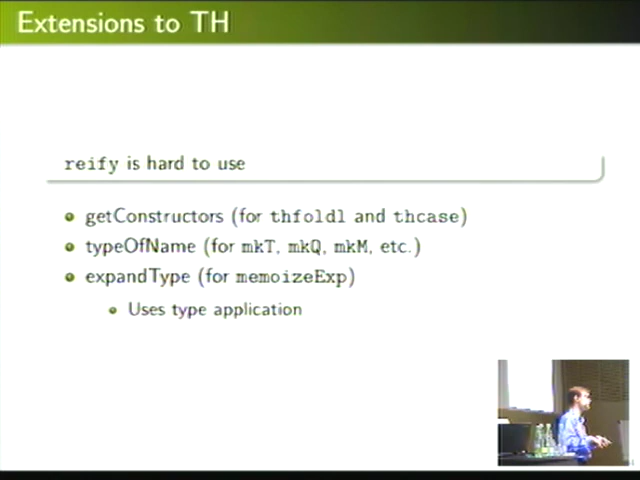 Extensions to TH
reify is hard to use
getConstructors (for thfoldl and thcase)
typeOfName (for mkT, mkQ, mkM, etc.)
expandType (for memoizeExp)
Uses type application